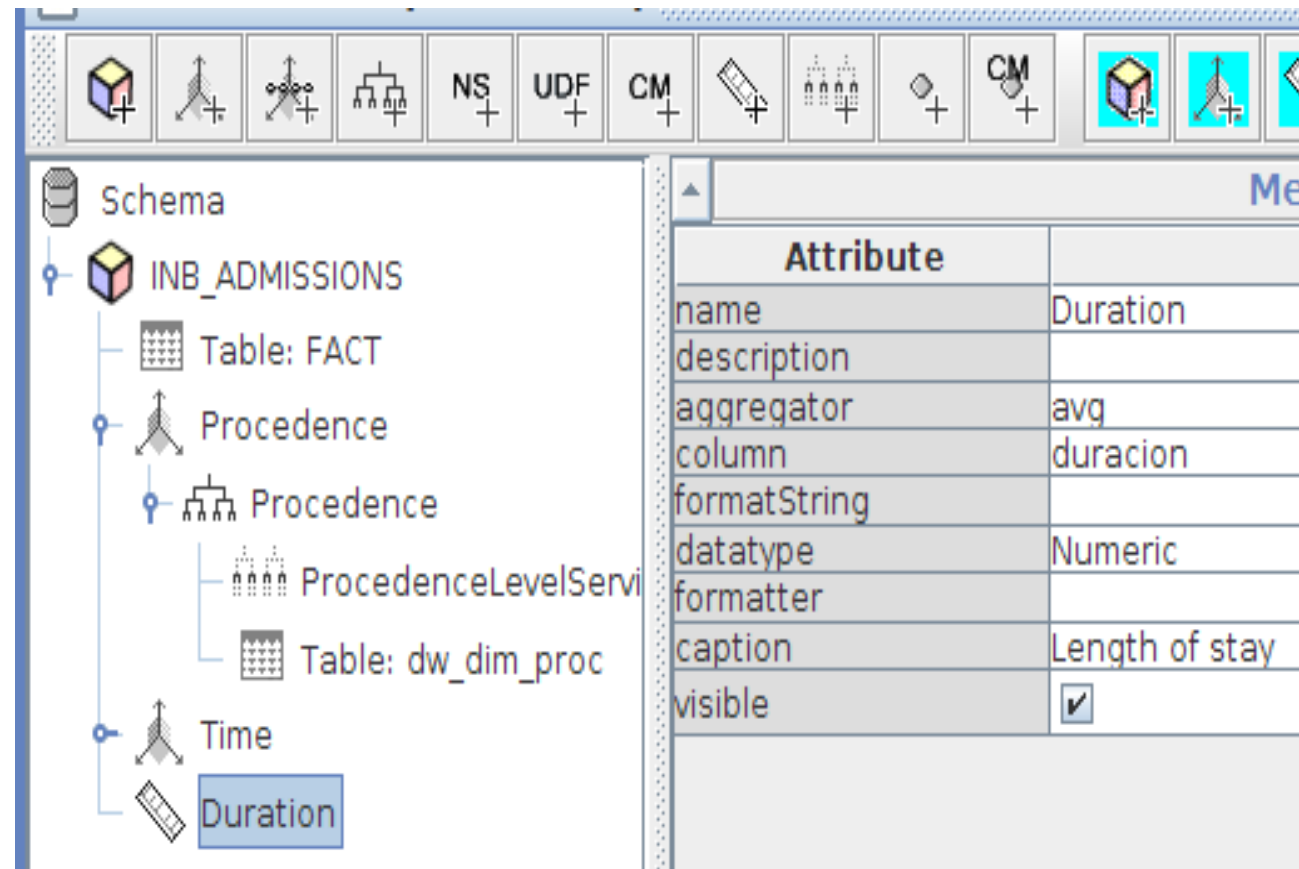 NS UDF CM CM
Schema
INB_ADMISSIONS
Table: FACT
Procedence
Procedence
ProcedenceLevelServi
Table: dw_dim_proc
Time
Duration
Me
Attribute
name Duration
description
aggregator avg
column duracion
formatString
datatype Numeric
formatter
caption Length of stay
visible